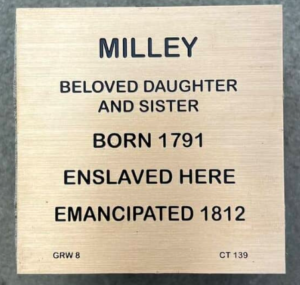 MILLEY
BELOVED DAUGHTER
AND SISTER
BORN 1791
ENSLAVED HERE
EMANCIPATED 1812
GRW 8 CT 139